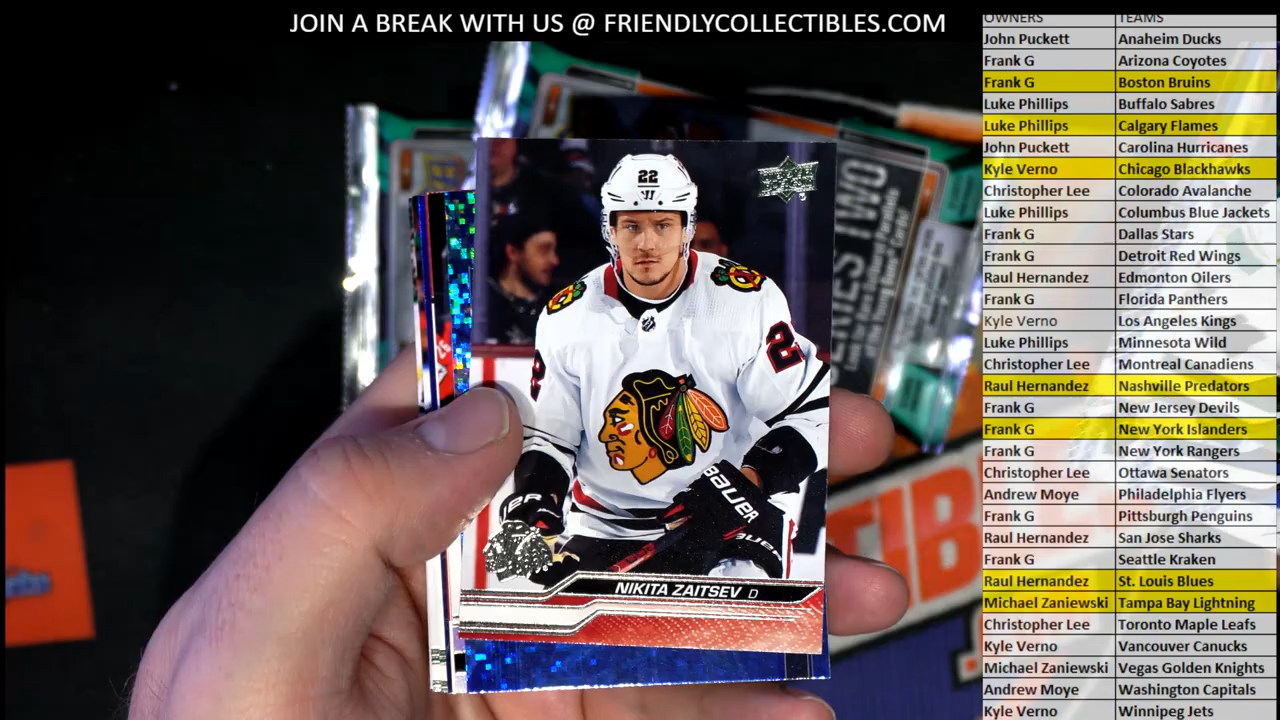 JOIN A BREAK WITH US @ FRIENDLYCOLLECTIBLES.COM
OWNERS TEAMS
John Puckett Anaheim Ducks
Frank G Arizona Coyotes
Frank G Boston Bruins
Luke Phillips Buffalo Sabres
Luke Phillips Calgary Flames
John Puckett Carolina Hurricanes
Kyle Verno Chicago Blackhawks
Christopher Lee Colorado Avalanche
Luke Phillips Columbus Blue Jackets
Frank G Dallas Stars
Frank G Detroit Red Wings
Raul Hernandez Edmonton Oilers
Frank G Florida Panthers
Kyle Verno Los Angeles Kings
Luke Phillips Minnesota Wild
Christopher Lee Montreal Canadiens
Raul Hernandez Nashville Predators
Frank G New Jersey Devils
Frank G New York Islanders
Frank G New York Rangers
Christopher Lee Ottawa Senators
Andrew Moye Philadelphia Flyers
Frank G Pittsburgh Penguins
Raul Hernandez San Jose Sharks
Frank G Seattle Kraken
Raul Hernandez St. Louis Blues
Michael Zaniewski Tampa Bay Lightning
Christopher Lee Toronto Maple Leafs
Kyle Verno Vancouver Canucks
Michael Zaniewski Vegas Golden Knights
Andrew Moye Washington Capitals
Kyle Verno Winnipeg Jets
22
22
BAUER
BAUER
NIKITA ZAITSEV D
TWO